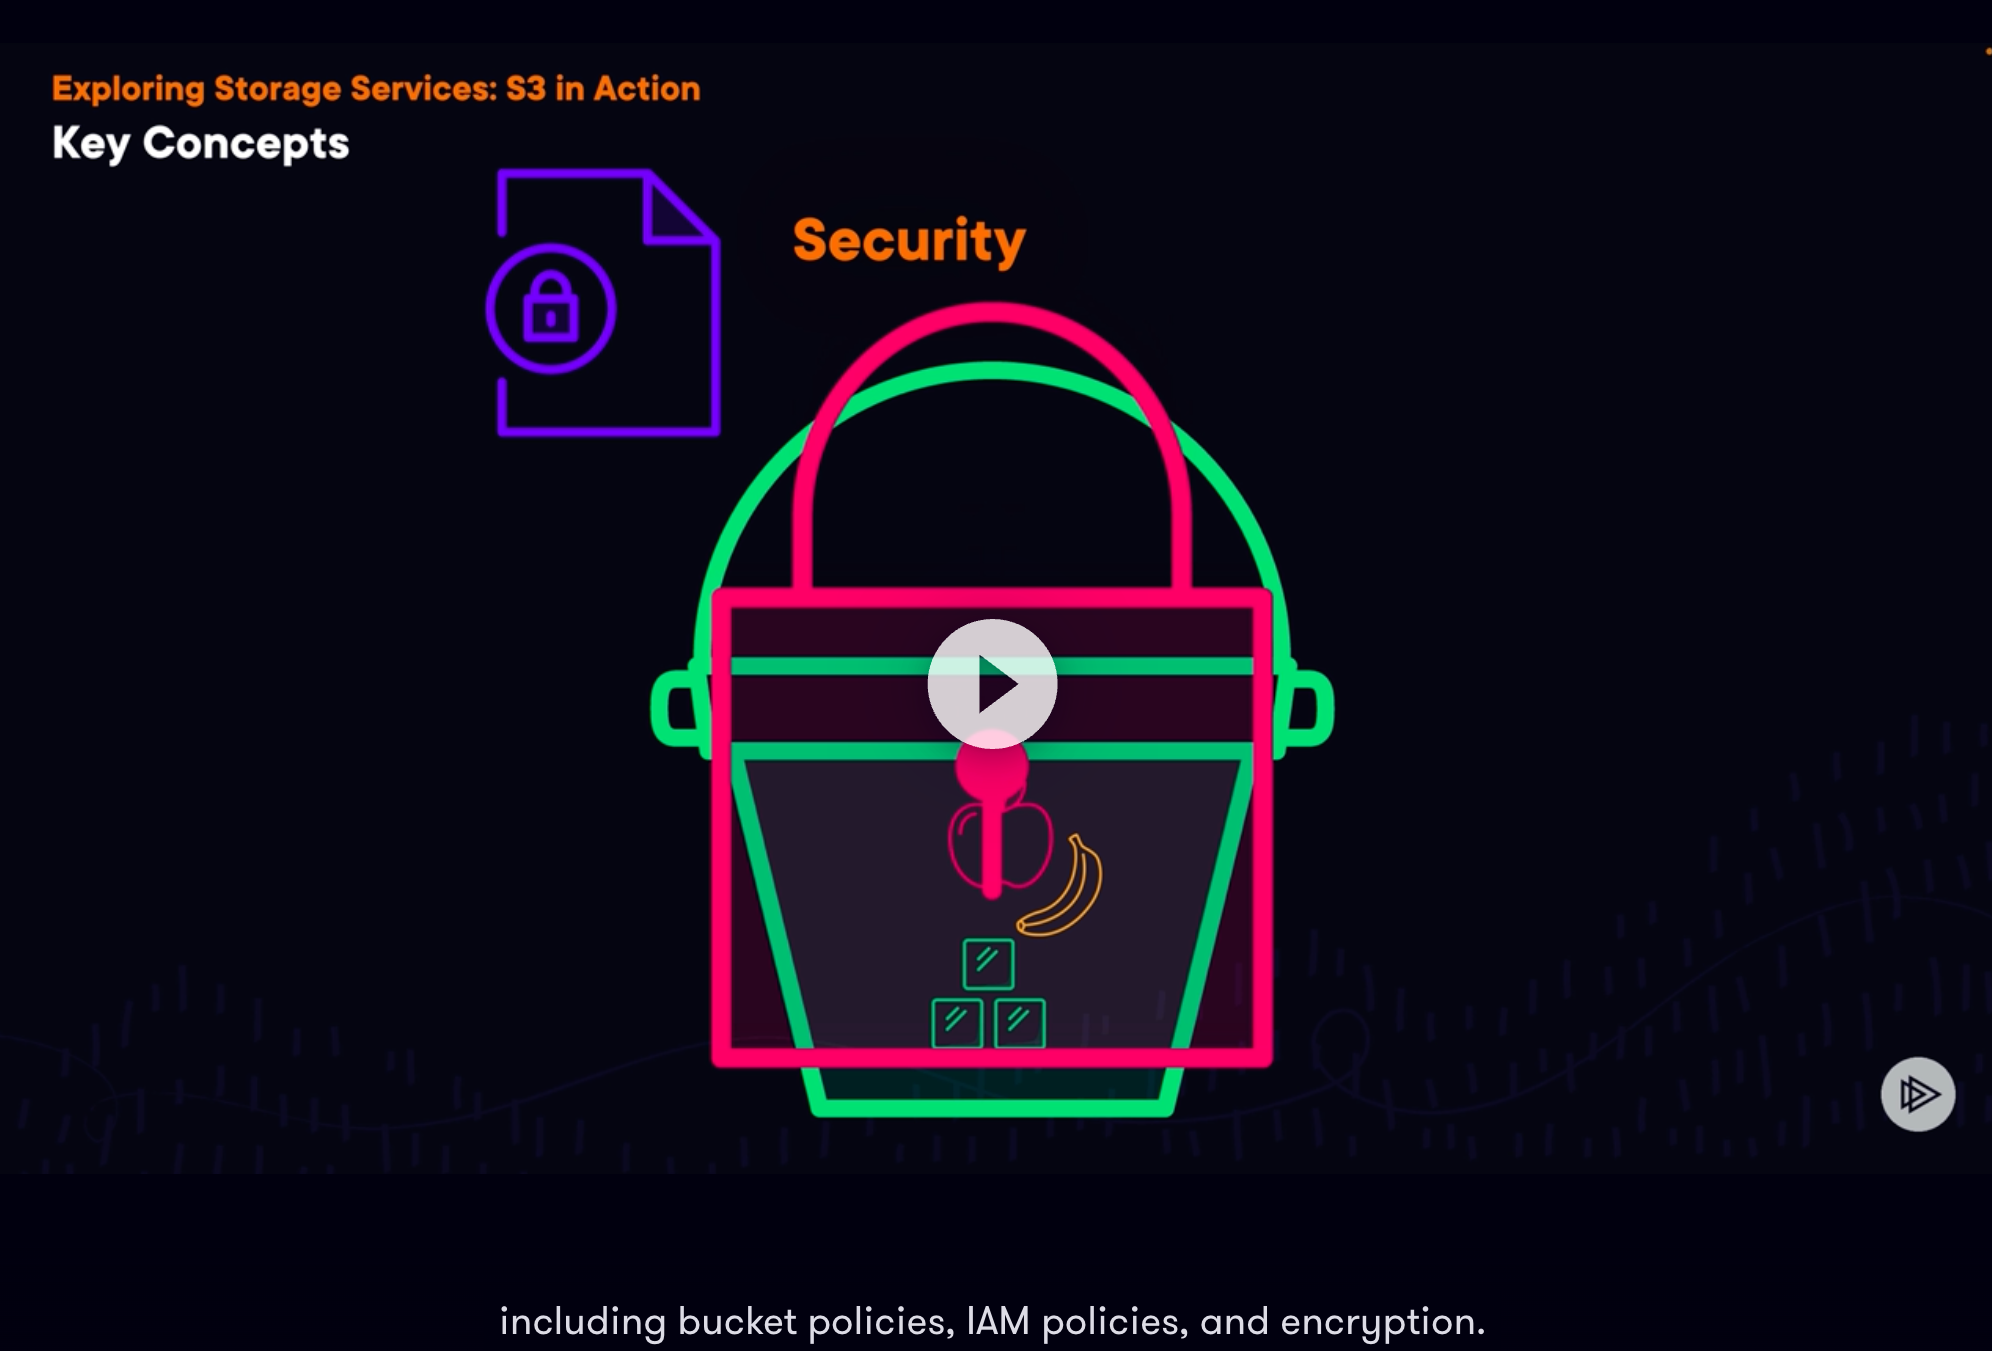 Exploring Storage Services: S3 in Action
Key Concepts
Security
including bucket policies, IAM policies, and encryption.